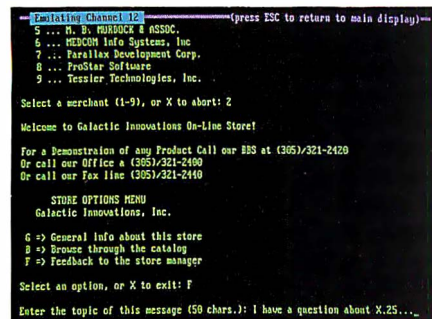 Emulating Channel 12 (press ESC to return to main display)
5 ... M. B. MURDOCK & ASSOC.
6 ... MEDCOM Info Systems, Inc
7 ... Parallax Development Corp.
8 ... ProStar Software
9 ... Tessier Technologies, Inc.
Select a merchant (1-9), or X to abort: 2
Welcome to Galactic Innovations On-Line Store!
For a Demonstraion of any Product Call our BBS at (305)/321-2420
Or call our Office a (305)/321-2400
Or call our Fax line (305)/321-2440
STORE OPTIONS MENU
Galactic Innovations, Inc.
G => General info about this store
B => Browse through the catalog
F => Feedback to the store manager
Select an option, or X to exit: F
Enter the topic of this message (50 chars.): I have a question about X.25..._